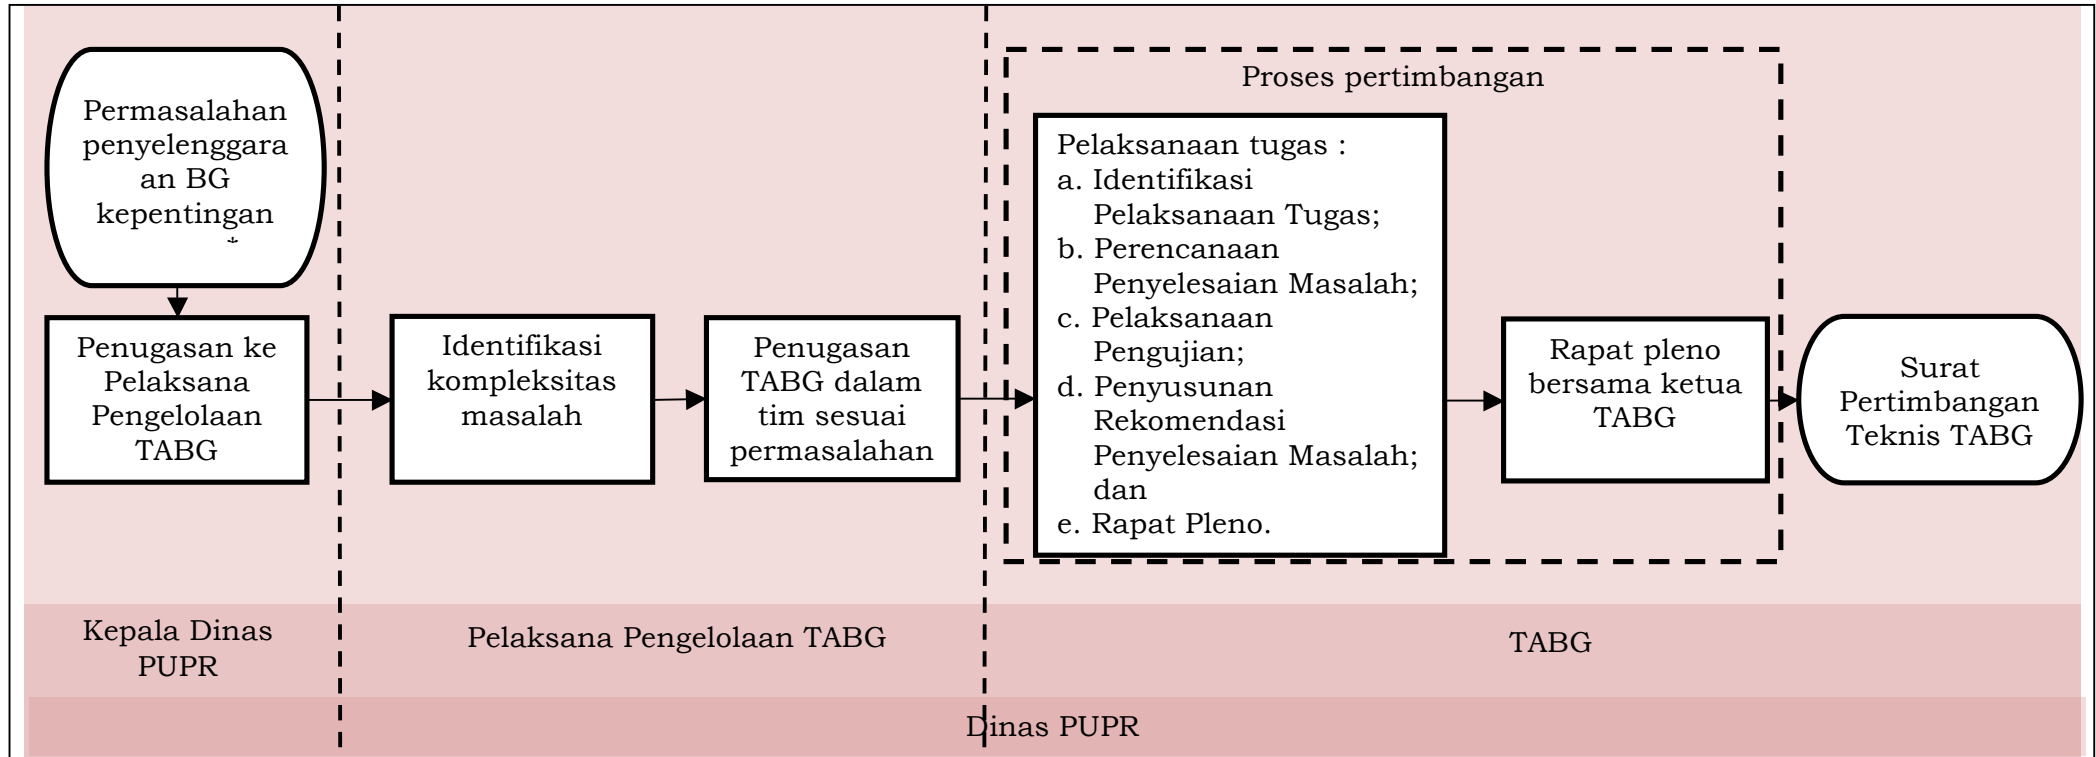 Permasalahan
penyelenggara
an BG
kepentingan
*
Penugasan ke
Pelaksana
Pengelolaan
TABG
Identifikasi
kompleksitas
masalah
Penugasan
TABG dalam
tim sesuai
permasalahan
Proses pertimbangan
Pelaksanaan tugas :
a. Identifikasi
Pelaksanaan Tugas;
b. Perencanaan
Penyelesaian Masalah;
c. Pelaksanaan
Pengujian;
d. Penyusunan
Rekomendasi
Penyelesaian Masalah;
dan
e. Rapat Pleno.
Rapat pleno
bersama ketua
TABG
Surat
Pertimbangan
Teknis TABG
Kepala Dinas
PUPR
Pelaksana Pengelolaan TABG
TABG
Dinas PUPR